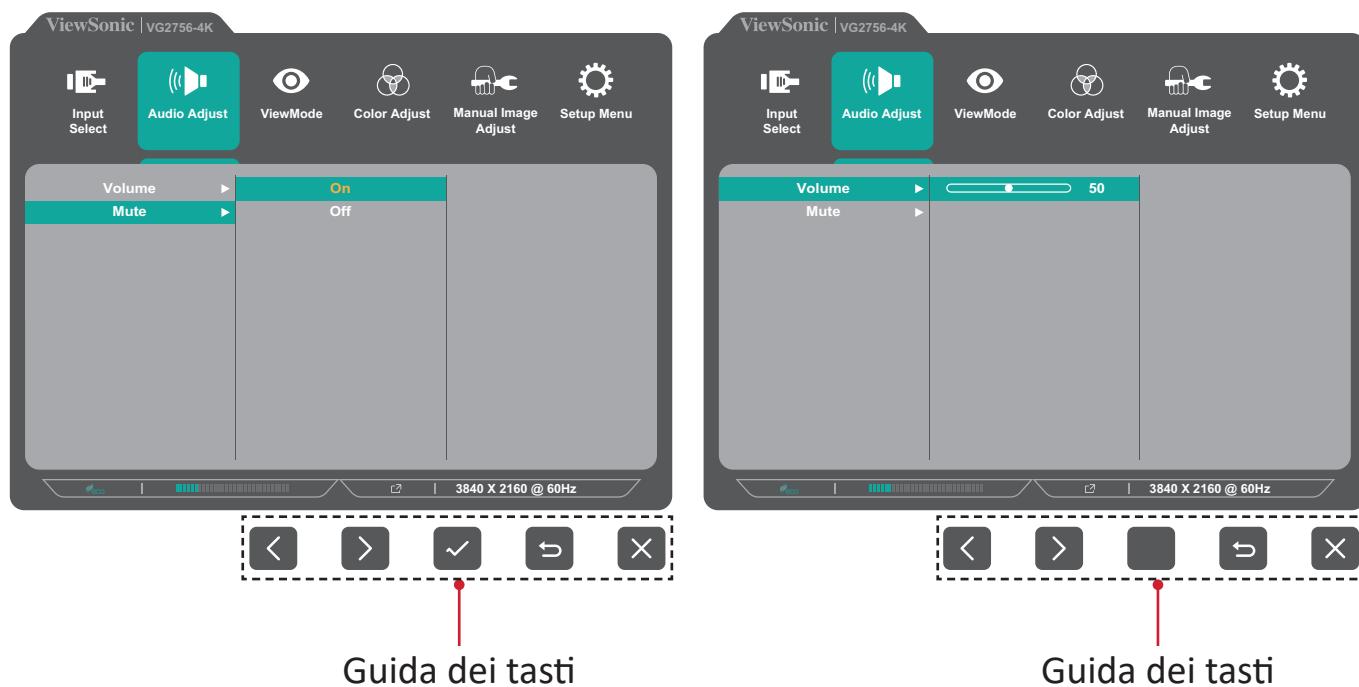 ViewSonic VG2756-4K
Input Select
Audio Adjust
ViewMode
Color Adjust
Manual Image Adjust
Setup Menu
Volume
On
Mute
Off
eco
3840 X 2160 @ 60Hz
Guida dei tasti
ViewSonic VG2756-4K
Input Select
Audio Adjust
ViewMode
Color Adjust
Manual Image Adjust
Setup Menu
Volume
50
Mute
eco
3840 X 2160 @ 60Hz
Guida dei tasti